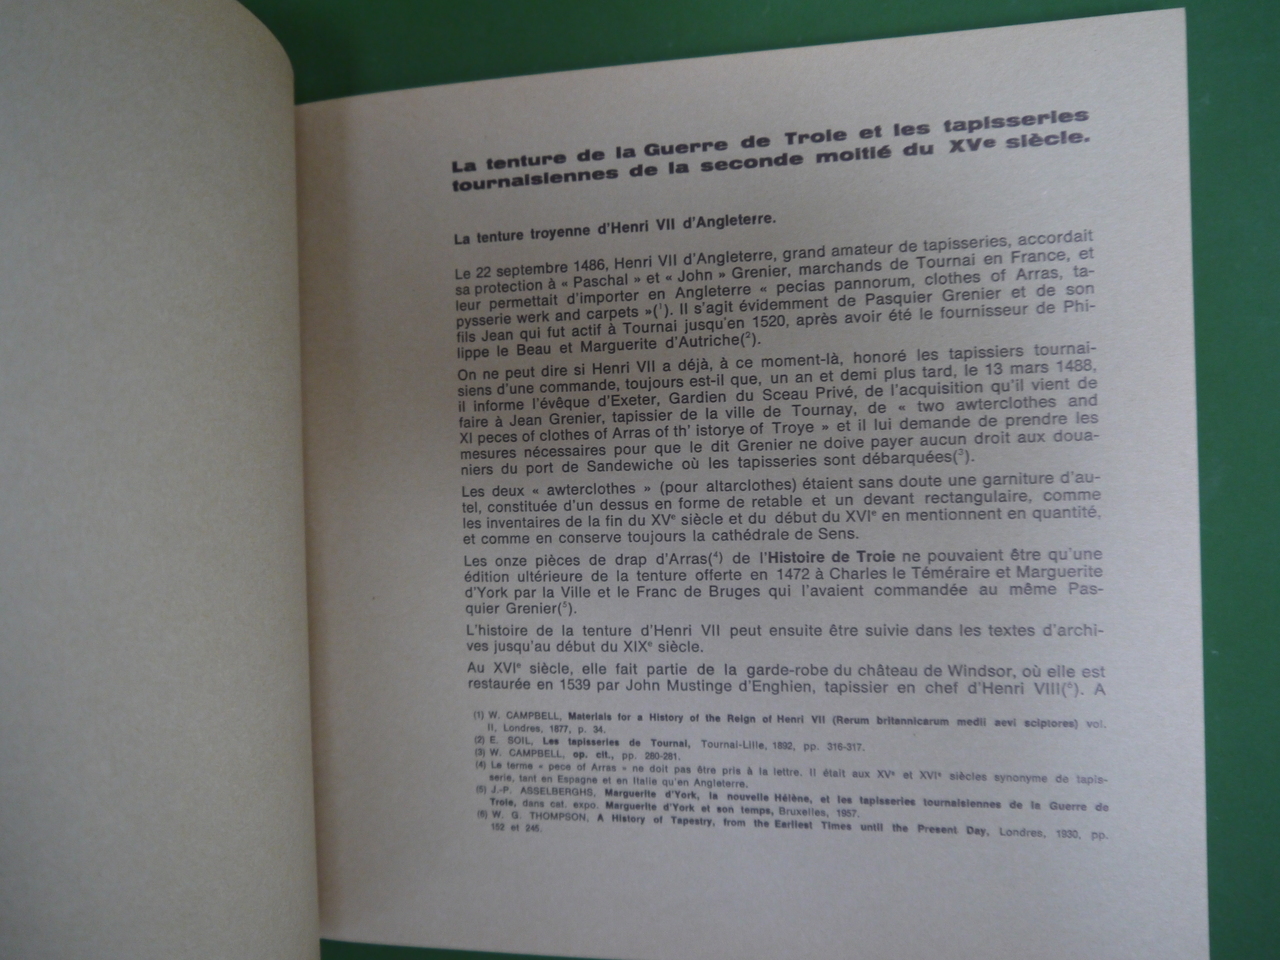 La tenture de la Guerre de Troie et les tapisseries
tournaisiennes de la seconde moitié du XVe siècle.
La tenture troyenne d'Henri VII d'Angleterre.
Le 22 septembre 1486, Henri VII d'Angleterre, grand amateur de tapisseries, accordait
sa protection à « Paschal » et « John » Grenier, marchands de Tournai en France, et
leur permettait d'importer en Angleterre « pecias pannorum, clothes of Arras, ta-
pysserie werk and carpets »(1). Il s'agit évidemment de Pasquier Grenier et de son
fils Jean qui fut actif à Tournai jusqu'en 1520, après avoir été le fournisseur de Phi-
lippe le Beau et Marguerite d'Autriche(2).
On ne peut dire si Henri VII a déjà, à ce moment-là, honoré les tapissiers tournai-
siens d'une commande, toujours est-il que, un an et demi plus tard, le 13 mars 1488,
il informe l'évêque d'Exeter, Gardien du Sceau Privé, de l'acquisition qu'il vient de
faire à Jean Grenier, tapissier de la ville de Tournay, de « two awterclothes and
XI peces of clothes of Arras of th' istorye of Troye » et il lui demande de prendre les
mesures nécessaires pour que le dit Grenier ne doive payer aucun droit aux doua-
niers du port de Sandewiche où les tapisseries sont débarquées(3).
Les deux « awterclothes » (pour altarclothes) étaient sans doute une garniture d'au-
tel, constituée d'un dessus en forme de retable et un devant rectangulaire, comme
les inventaires de la fin du XVe siècle et du début du XVIe en mentionnent en quantité,
et comme en conserve toujours la cathédrale de Sens.
Les onze pièces de drap d'Arras(4) de l'Histoire de Troie ne pouvaient être qu'une
édition ultérieure de la tenture offerte en 1472 à Charles le Téméraire et Marguerite
d'York par la Ville et le Franc de Bruges qui l'avaient commandée au même Pas-
quier Grenier(5).
L'histoire de la tenture d'Henri VII peut ensuite être suivie dans les textes d'archi-
ves jusqu'au début du XIXe siècle.
Au XVIe siècle, elle fait partie de la garde-robe du château de Windsor, où elle est
restaurée en 1539 par John Mustinge d'Enghien, tapissier en chef d'Henri VIII(6). A
(1) W. CAMPBELL, Materials for a History of the Reign of Henri VII (Rerum britannicarum medii aevi sciptores) vol.
II, Londres, 1877, p. 34.
(2) E. SOIL, Les tapisseries de Tournai, Tournai-Lille, 1892, pp. 316-317.
(3) W. CAMPBELL, op. cit., pp. 280-281.
(4) Le terme « pece of Arras » ne doit pas être pris à la lettre. Il était aux XVe et XVIe siècles synonyme de tapis-
serie, tant en Espagne et en Italie qu'en Angleterre.
(5) J.-P. ASSELBERGHS, Marguerite d'York, la nouvelle Hélène, et les tapisseries tournaisiennes de la Guerre de
Troie, dans cat. expo. Marguerite d'York et son temps, Bruxelles, 1967.
(6) W. G. THOMPSON, A History of Tapestry, from the Earliest Times until the Present Day, Londres, 1930, pp.
152 et 245.